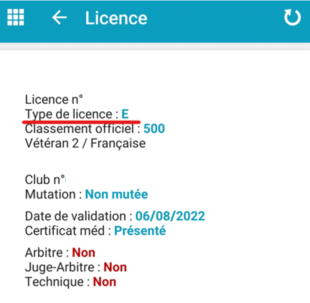 Licence
Licence n°
Type de licence : E
Classement officiel : 500
Vétéran 2 / Française
Club n°
Mutation : Non mutée
Date de validation : 06/08/2022
Certificat méd : Présenté
Arbitre : Non
Juge-Arbitre : Non
Technique : Non